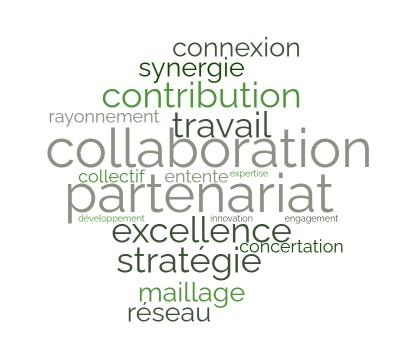 connexion
synergie
contribution
rayonnement
travail
collaboration
collectif entente expertise
partenariat
développement innovation engagement
excellence
concertation
stratégie
maillage
réseau